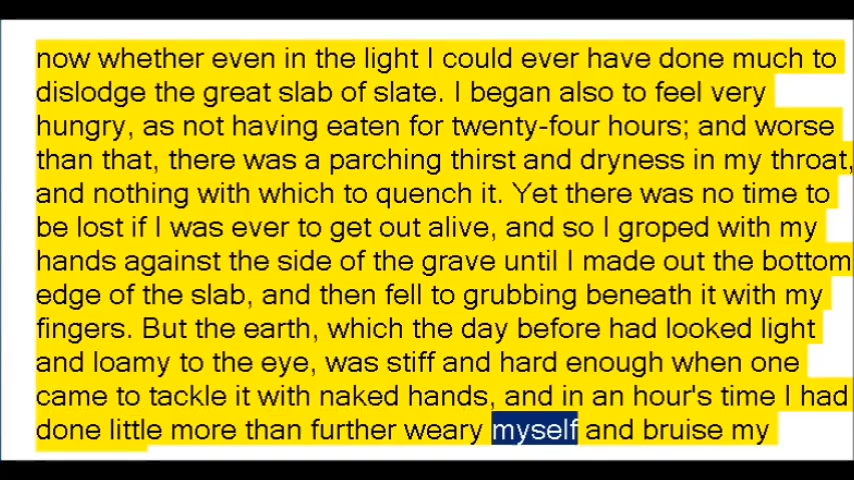 now whether even in the light I could ever have done much to
dislodge the great slab of slate. I began also to feel very
hungry, as not having eaten for twenty-four hours; and worse
than that, there was a parching thirst and dryness in my throat,
and nothing with which to quench it. Yet there was no time to
be lost if I was ever to get out alive, and so I groped with my
hands against the side of the grave until I made out the bottom
edge of the slab, and then fell to grubbing beneath it with my
fingers. But the earth, which the day before had looked light
and loamy to the eye, was stiff and hard enough when one
came to tackle it with naked hands, and in an hour's time I had
done little more than further weary myself and bruise my